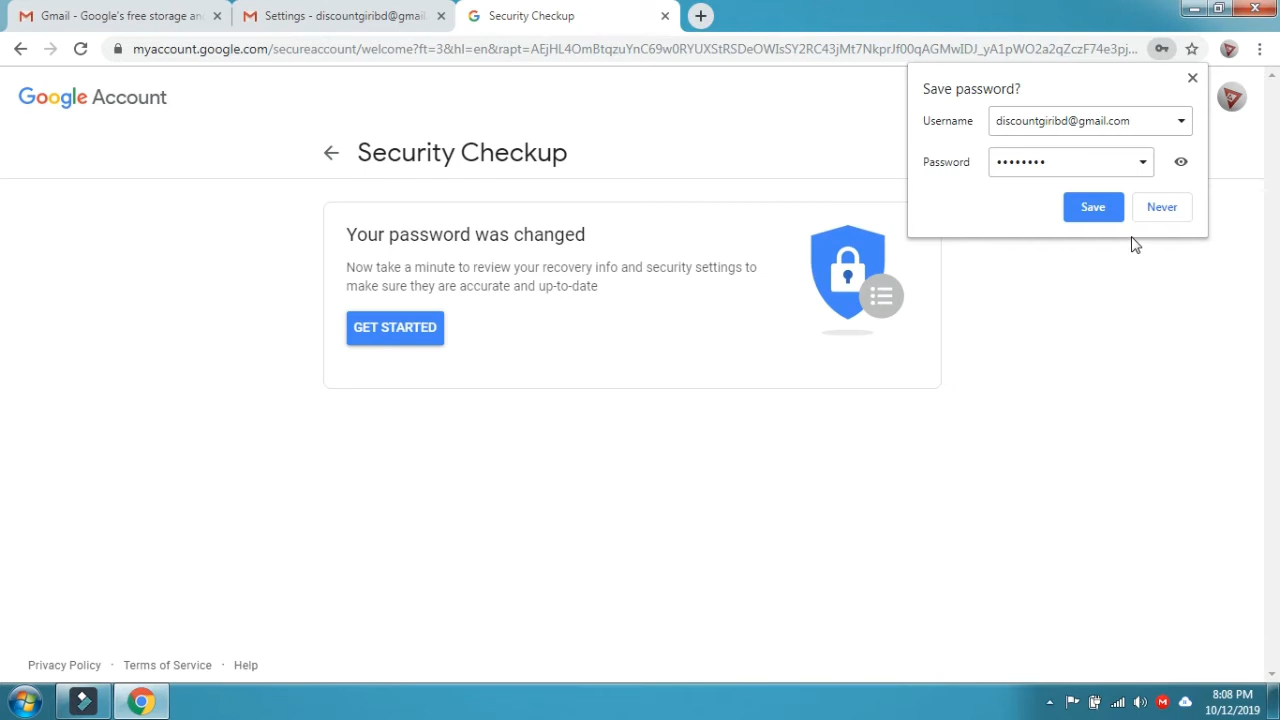 Gmail - Google's free storage an
Settings - discountgiribd@gmail.
Security Checkup
myaccount.google.com/secureaccount/welcome?ft=3&hl=en&rapt=AEjHL4OmBtqzuYnC69w0RYUXStRSDeOWIsSY2RC43jMt7NkprJf00qAGMwIDJ_yA1pWO2a2qZczF74e3pj...
Google Account
Security Checkup
Save password?
Username discountgiribd@gmail.com
Password ••••••••
Save Never
Your password was changed
Now take a minute to review your recovery info and security settings to
make sure they are accurate and up-to-date
GET STARTED
Privacy Policy · Terms of Service · Help
8:08 PM
10/12/2019